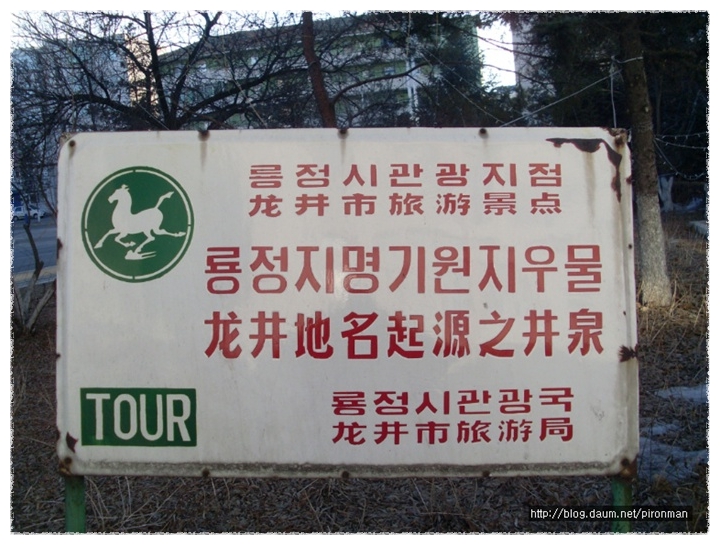 룡정시관광지점
龙井市旅游景点
룡정지명기원지우물
龙井地名起源之井泉
TOUR
룡정시관광국
龙井市旅游局
http://blog.daum.net/pironman